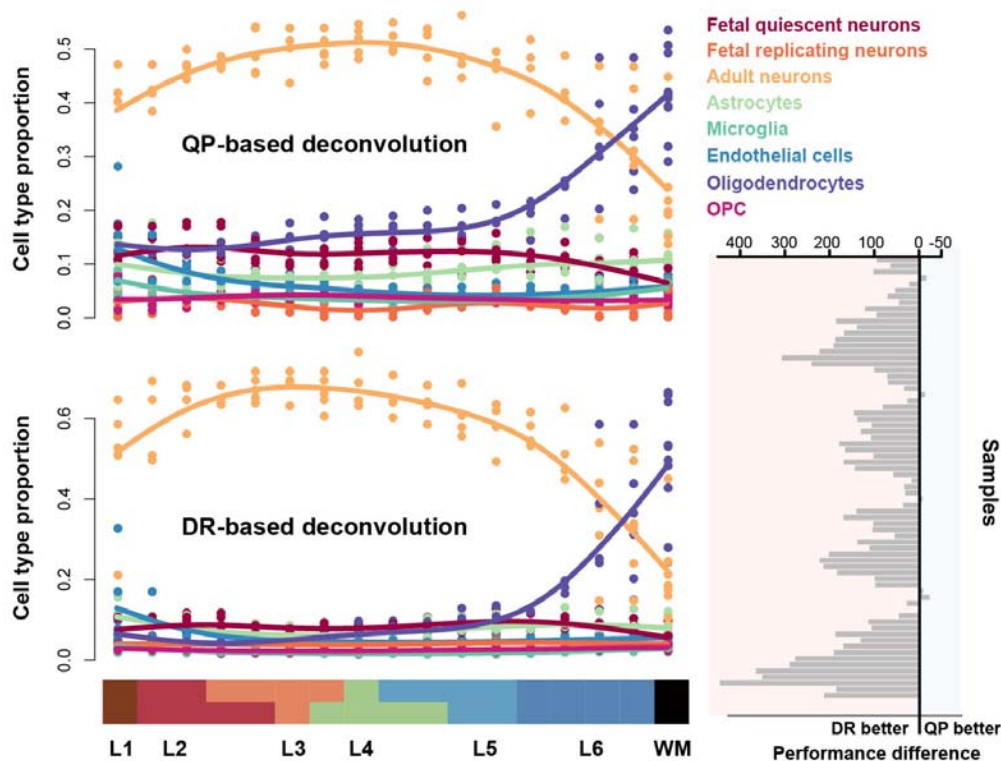 Cell type proportion
0.5
0.4
0.3
0.2
0.1
0.0
QP-based deconvolution
Fetal quiescent neurons
Fetal replicating neurons
Adult neurons
Astrocytes
Microglia
Endothelial cells
Oligodendrocytes
OPC
400 300 200 100 0 -50
Cell type proportion
0.6
0.4
0.2
0.0
DR-based deconvolution
Samples
L1 L2 L3 L4 L5 L6 WM
DR better QP better
Performance difference